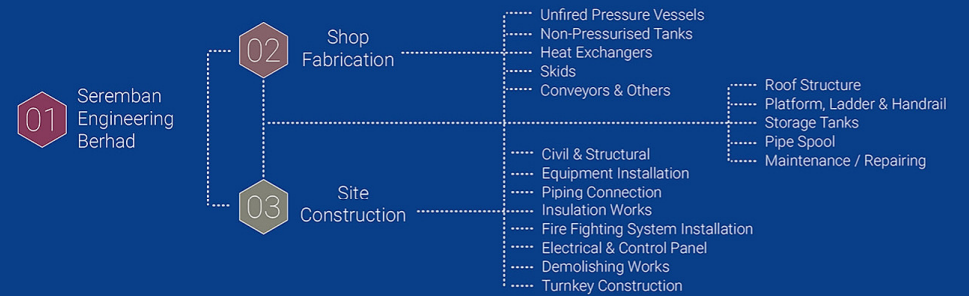 01
Seremban
Engineering
Berhad
02
Shop
Fabrication
Unfired Pressure Vessels
Non-Pressurised Tanks
Heat Exchangers
Skids
Conveyors & Others
Roof Structure
Platform, Ladder & Handrail
Storage Tanks
Pipe Spool
Maintenance / Repairing
03
Site
Construction
Civil & Structural
Equipment Installation
Piping Connection
Insulation Works
Fire Fighting System Installation
Electrical & Control Panel
Demolishing Works
Turnkey Construction